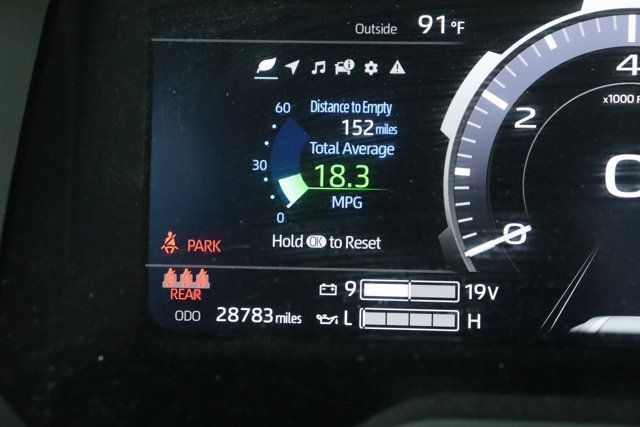 Outside 91°F
60
Distance to Empty
152 miles
Total Average
30
18.3
MPG
0
Hold OK to Reset
PARK
REAR
ODO 28783 miles
9 19V
L H
4
x1000
2
0
0